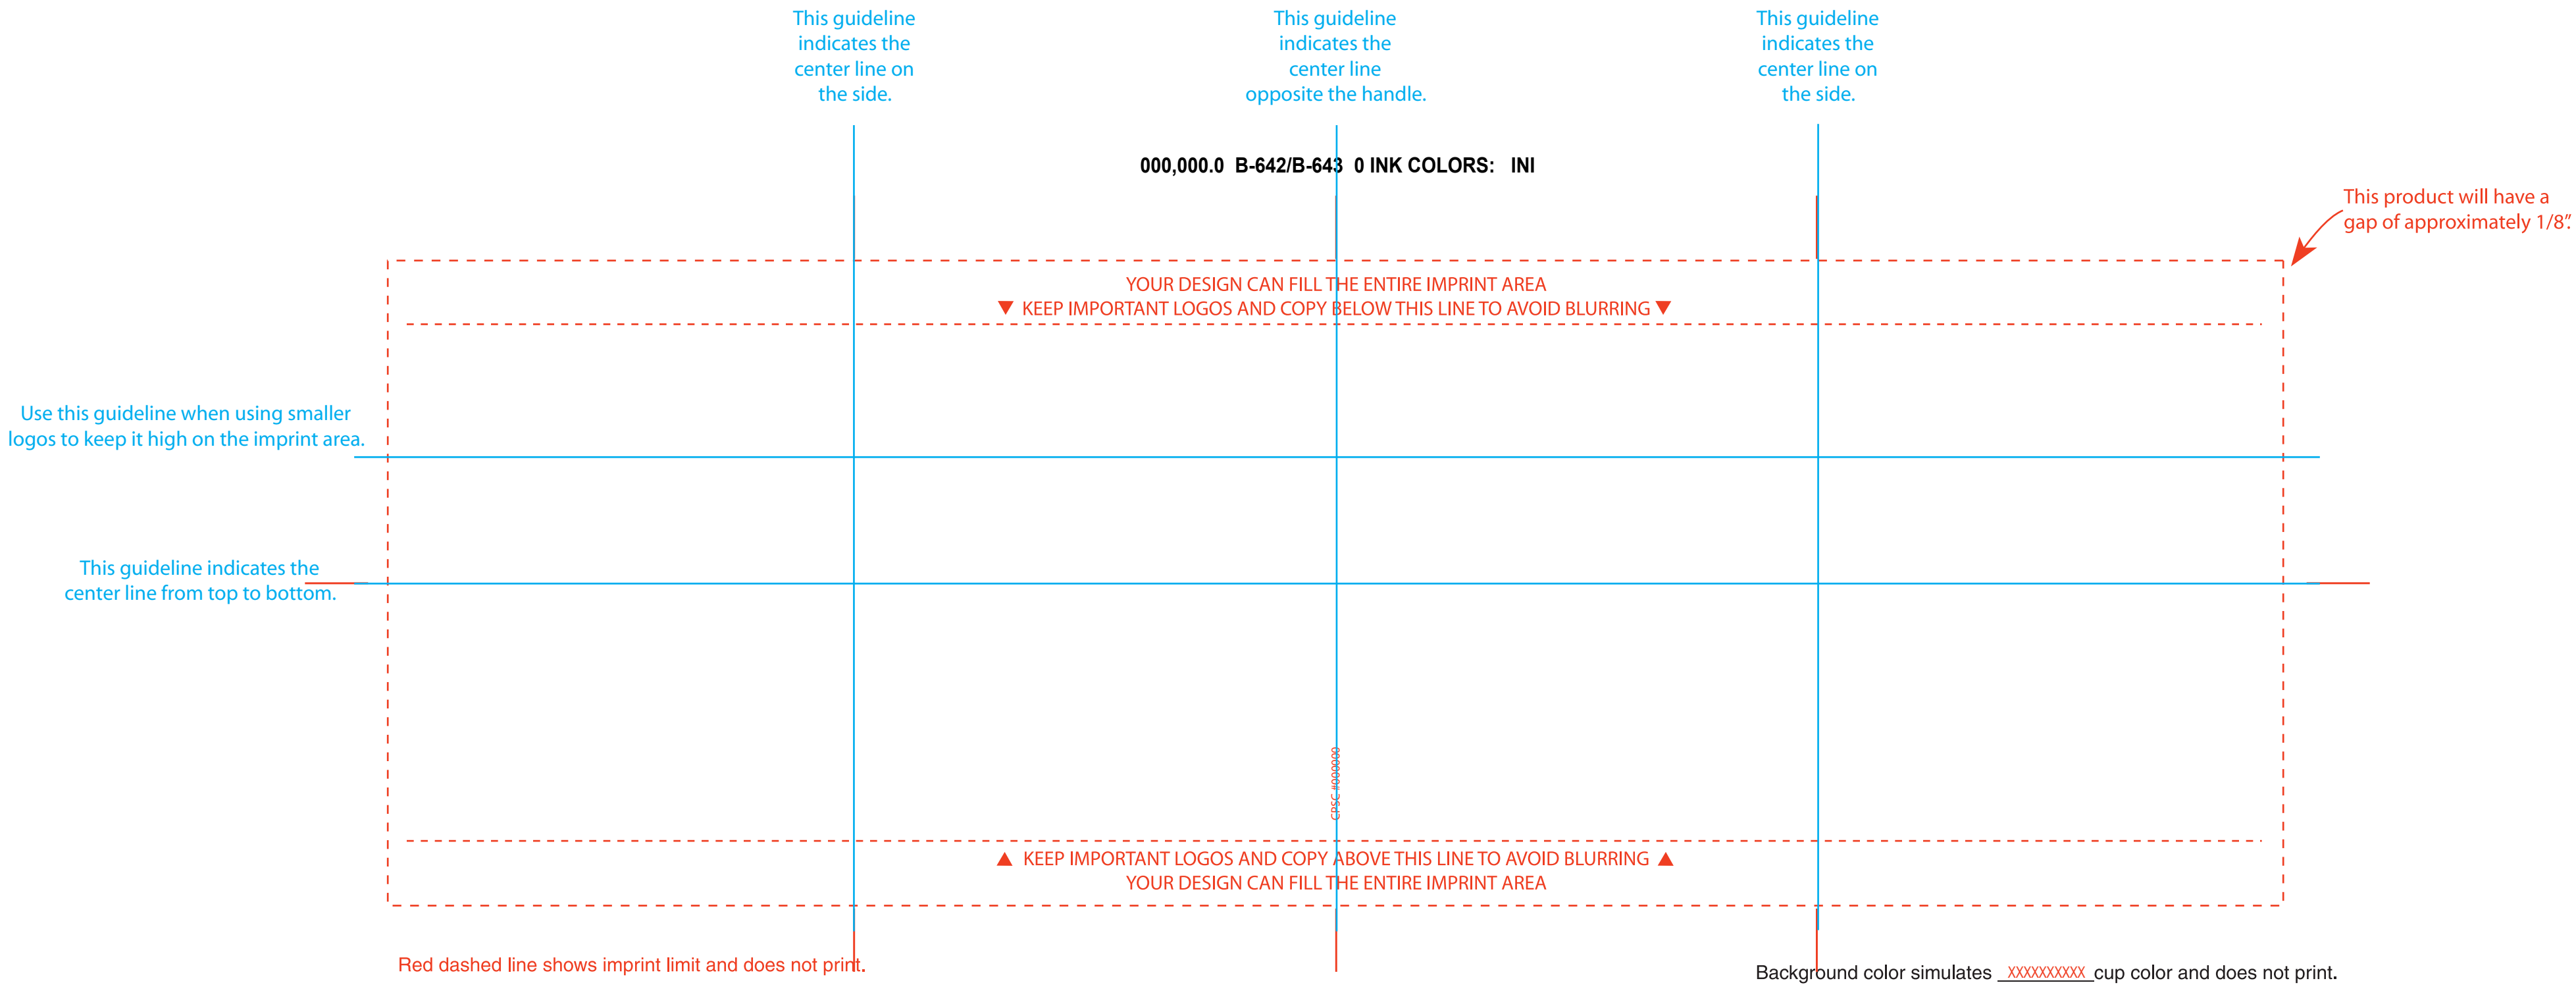 This guideline
indicates the
center line on
the side.
This guideline
indicates the
center line
opposite the handle.
This guideline
indicates the
center line on
the side.
000,000.0  B-642/B-643  0 INK COLORS:   INI
This product will have a
gap of approximately 1/8”.
YOUR DESIGN CAN FILL THE ENTIRE IMPRINT AREA
▼ KEEP IMPORTANT LOGOS AND COPY BELOW THIS LINE TO AVOID BLURRING ▼
Use this guideline when using smaller
logos to keep it high on the imprint area.
This guideline indicates the
center line from top to bottom.
CPSC #000000
▲ KEEP IMPORTANT LOGOS AND COPY ABOVE THIS LINE TO AVOID BLURRING ▲
YOUR DESIGN CAN FILL THE ENTIRE IMPRINT AREA
Red dashed line shows imprint limit and does not print.
Background color simulates XXXXXXXXXX cup color and does not print.